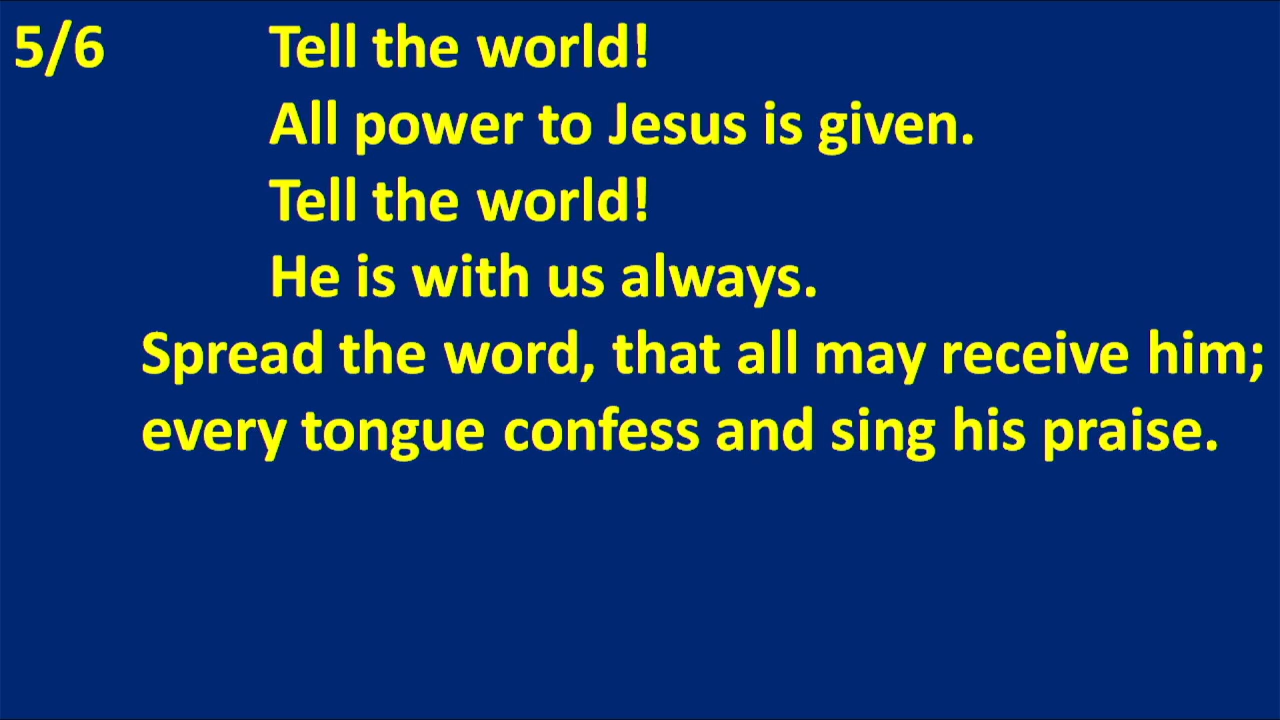 5/6 Tell the world!
All power to Jesus is given.
Tell the world!
He is with us always.
Spread the word, that all may receive him;
every tongue confess and sing his praise.